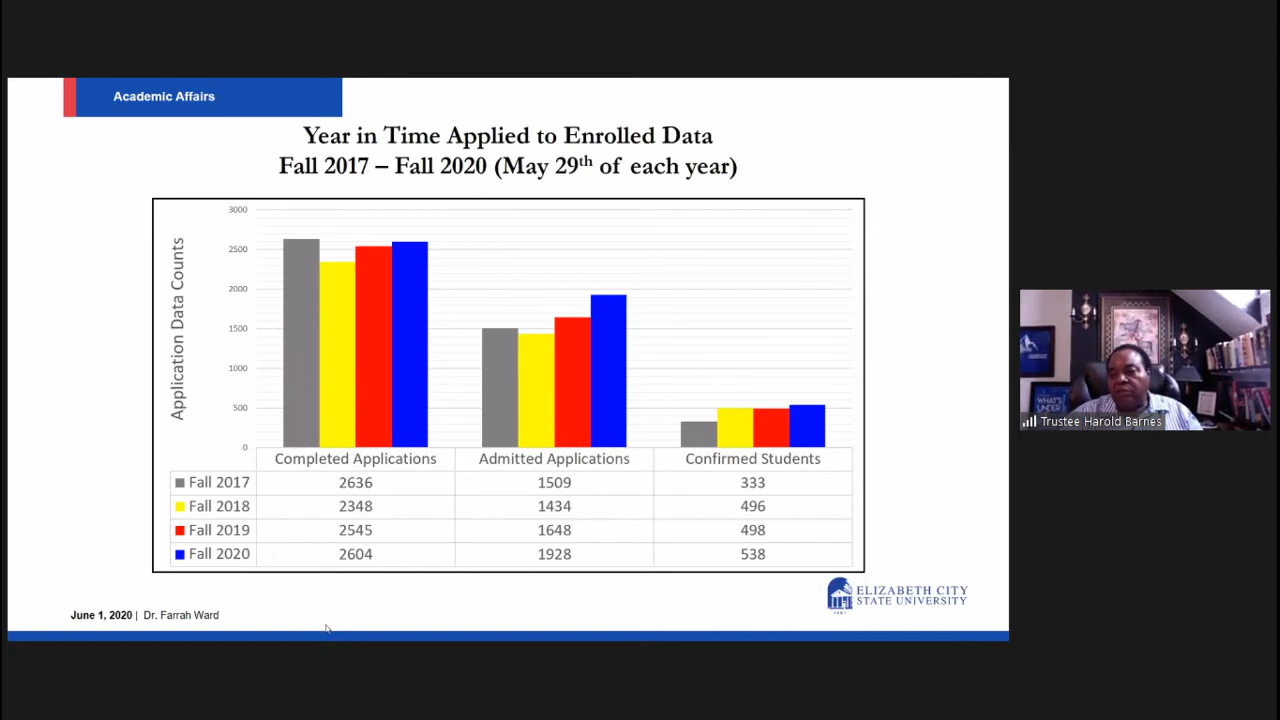 Academic Affairs
Year in Time Applied to Enrolled Data
Fall 2017 – Fall 2020 (May 29th of each year)
Application Data Counts
3000
2500
2000
1500
1000
500
0
Completed Applications Admitted Applications Confirmed Students
Fall 2017 2636 1509 333
Fall 2018 2348 1434 496
Fall 2019 2545 1648 498
Fall 2020 2604 1928 538
ELIZABETH CITY
STATE UNIVERSITY
June 1, 2020 | Dr. Farrah Ward
WHAT'S
UNDER
Trustee Harold Barnes